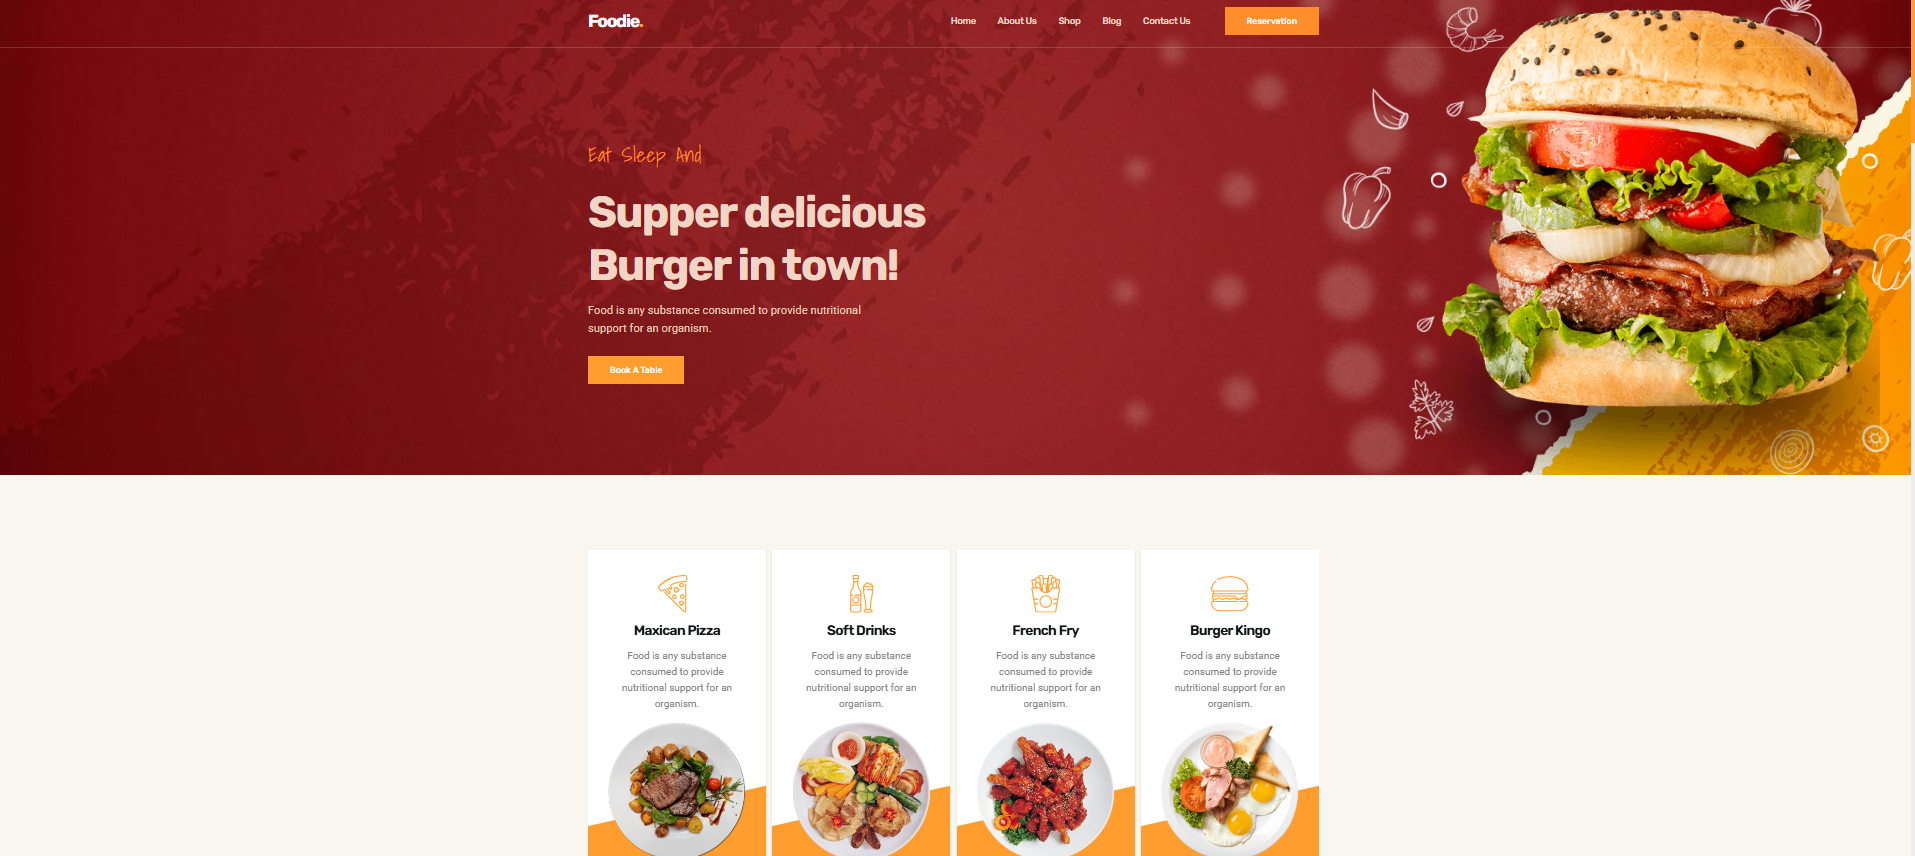 Foodie.
Home About Us Shop Blog Contact Us Reservation
Eat Sleep And
Supper delicious
Burger in town!
Food is any substance consumed to provide nutritional
support for an organism.
Book A Table
Maxican Pizza
Food is any substance
consumed to provide
nutritional support for an
organism.
Soft Drinks
Food is any substance
consumed to provide
nutritional support for an
organism.
French Fry
Food is any substance
consumed to provide
nutritional support for an
organism.
Burger Kingo
Food is any substance
consumed to provide
nutritional support for an
organism.